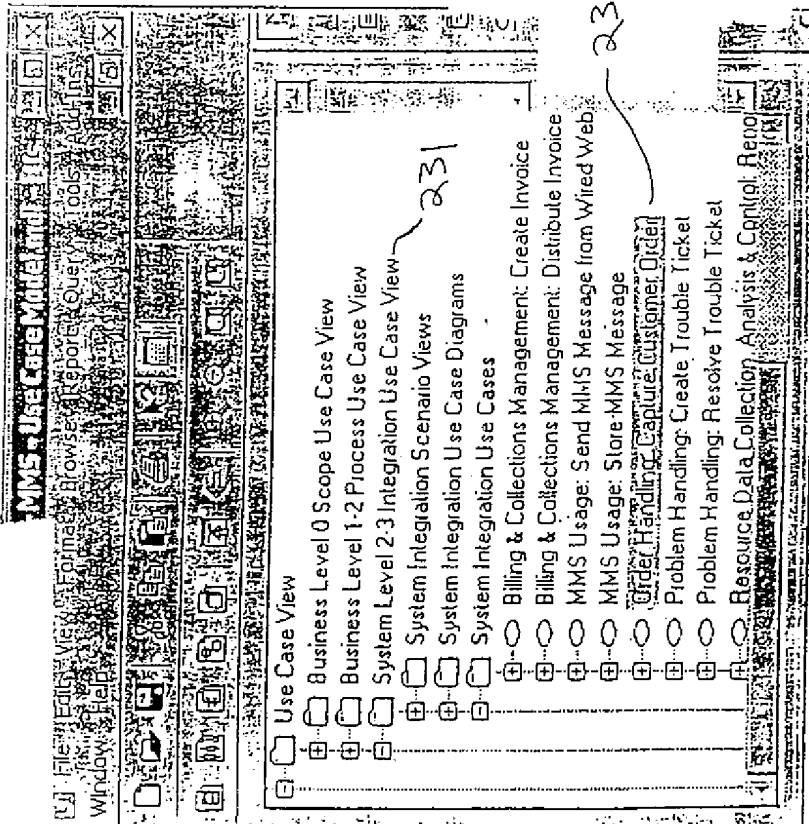 MMS - Use Case Model.mdl
File Edit View Format Browse Report Query Tools Add-Ins
Window Help
Use Case View
Business Level 0 Scope Use Case View
Business Level 1-2 Process Use Case View
System Level 2-3 Integration Use Case View
231
System Integration Scenario Views
System Integration Use Case Diagrams
System Integration Use Cases
Billing & Collections Management: Create Invoice
Billing & Collections Management: Distribute Invoice
MMS Usage: Send MMS Message from Wired Web
MMS Usage: Store MMS Message
Order Handling: Capture Customer Order
23
Problem Handling: Create Trouble Ticket
Problem Handling: Resolve Trouble Ticket
Resource Data Collection, Analysis & Control: Repo